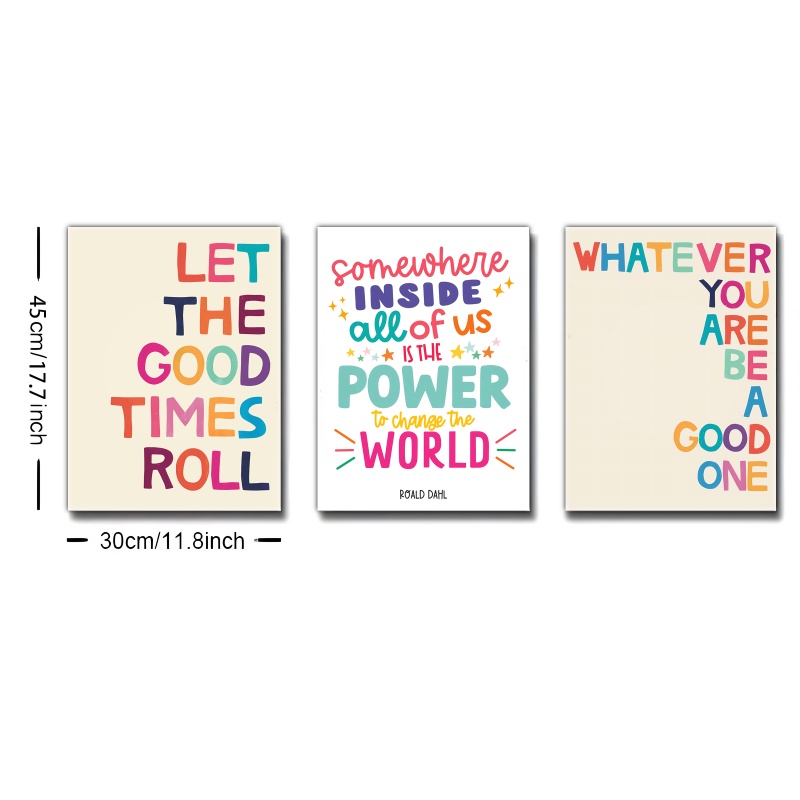 45cm/17.7inch
30cm/11.8inch
LET
THE
GOOD
TIMES
ROLL
somewhere
INSIDE
all of us
IS THE
POWER
to change the
WORLD
ROALD DAHL
WHATEVER
YOU
ARE
BE
A
GOOD
ONE